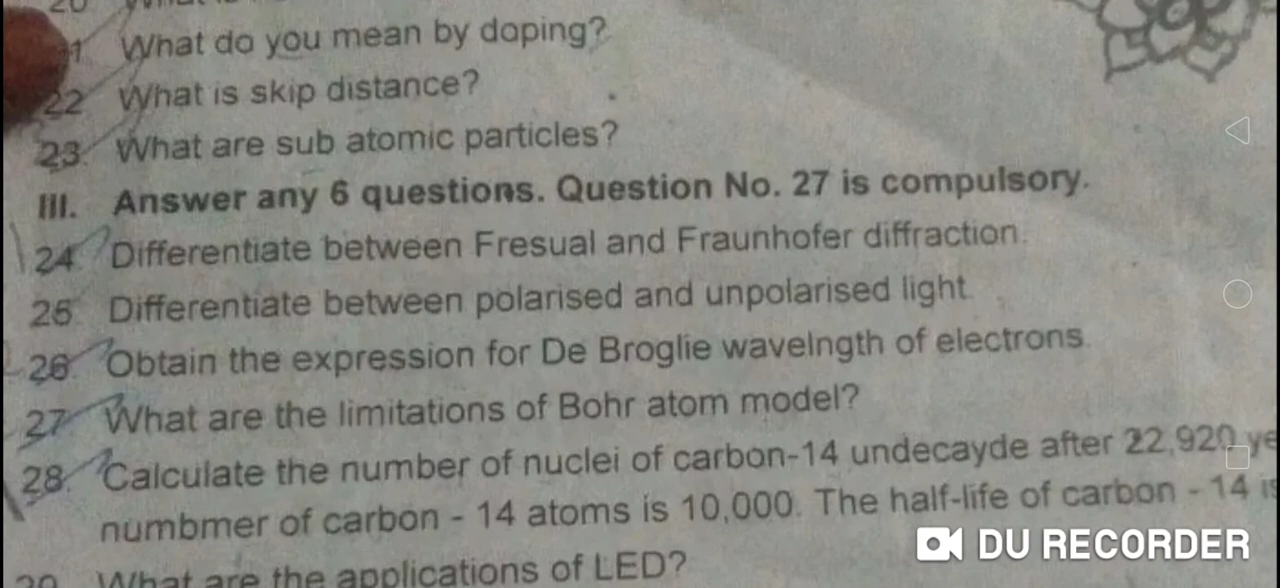 21 What do you mean by doping?
22 What is skip distance?
23. What are sub atomic particles?
III. Answer any 6 questions. Question No. 27 is compulsory.
24 Differentiate between Fresual and Fraunhofer diffraction.
25 Differentiate between polarised and unpolarised light.
26. Obtain the expression for De Broglie wavelngth of electrons.
27 What are the limitations of Bohr atom model?
28. Calculate the number of nuclei of carbon-14 undecayde after 22,920 ye
numbmer of carbon - 14 atoms is 10,000. The half-life of carbon - 14 is
What are the applications of LED?
DU RECORDER